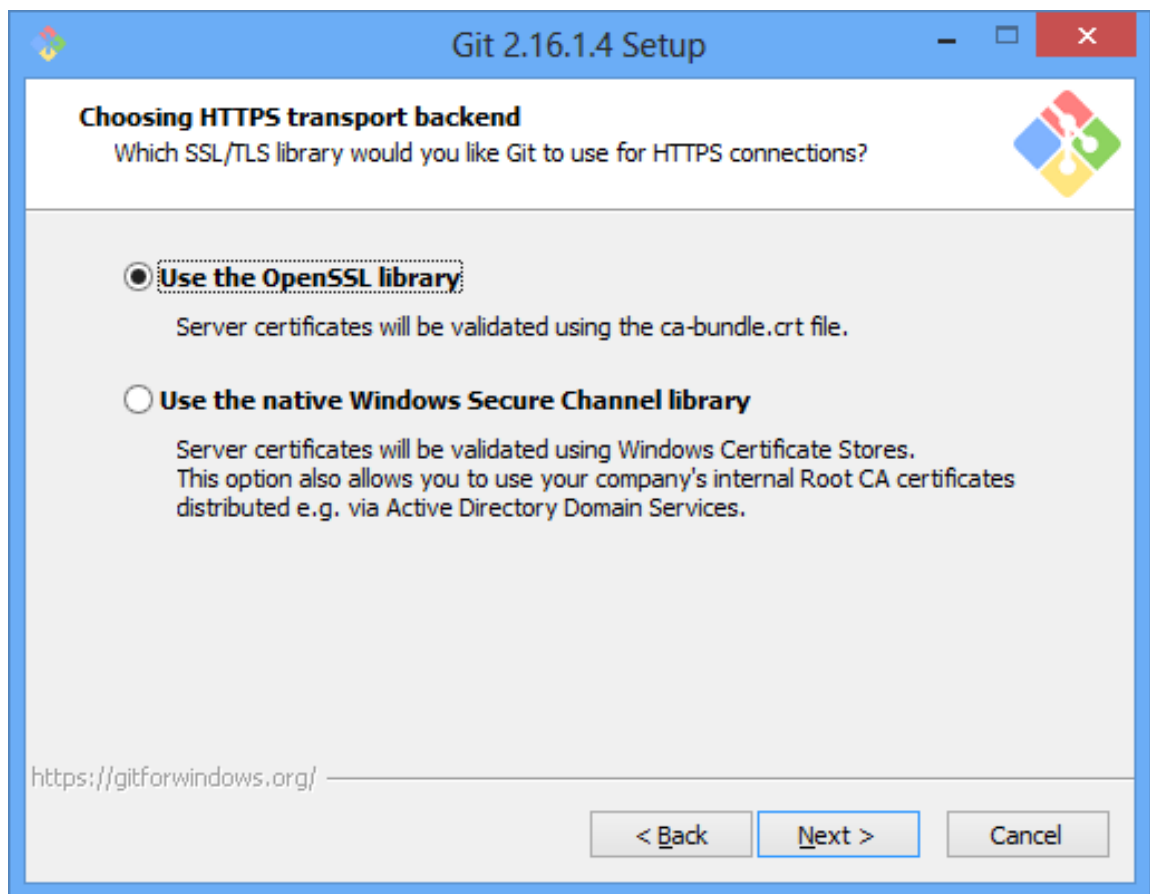 Git 2.16.1.4 Setup
Choosing HTTPS transport backend
Which SSL/TLS library would you like Git to use for HTTPS connections?
Use the OpenSSL library
Server certificates will be validated using the ca-bundle.crt file.
Use the native Windows Secure Channel library
Server certificates will be validated using Windows Certificate Stores.
This option also allows you to use your company's internal Root CA certificates
distributed e.g. via Active Directory Domain Services.
https://gitforwindows.org/
< Back Next > Cancel